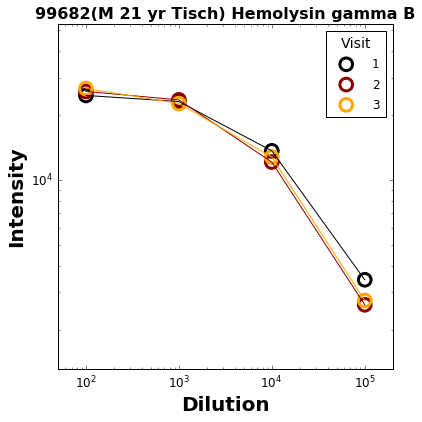 99682(M 21 yr Tisch) Hemolysin gamma B
Visit
1
2
3
Intensity
10^4
10^2 10^3 10^4 10^5
Dilution